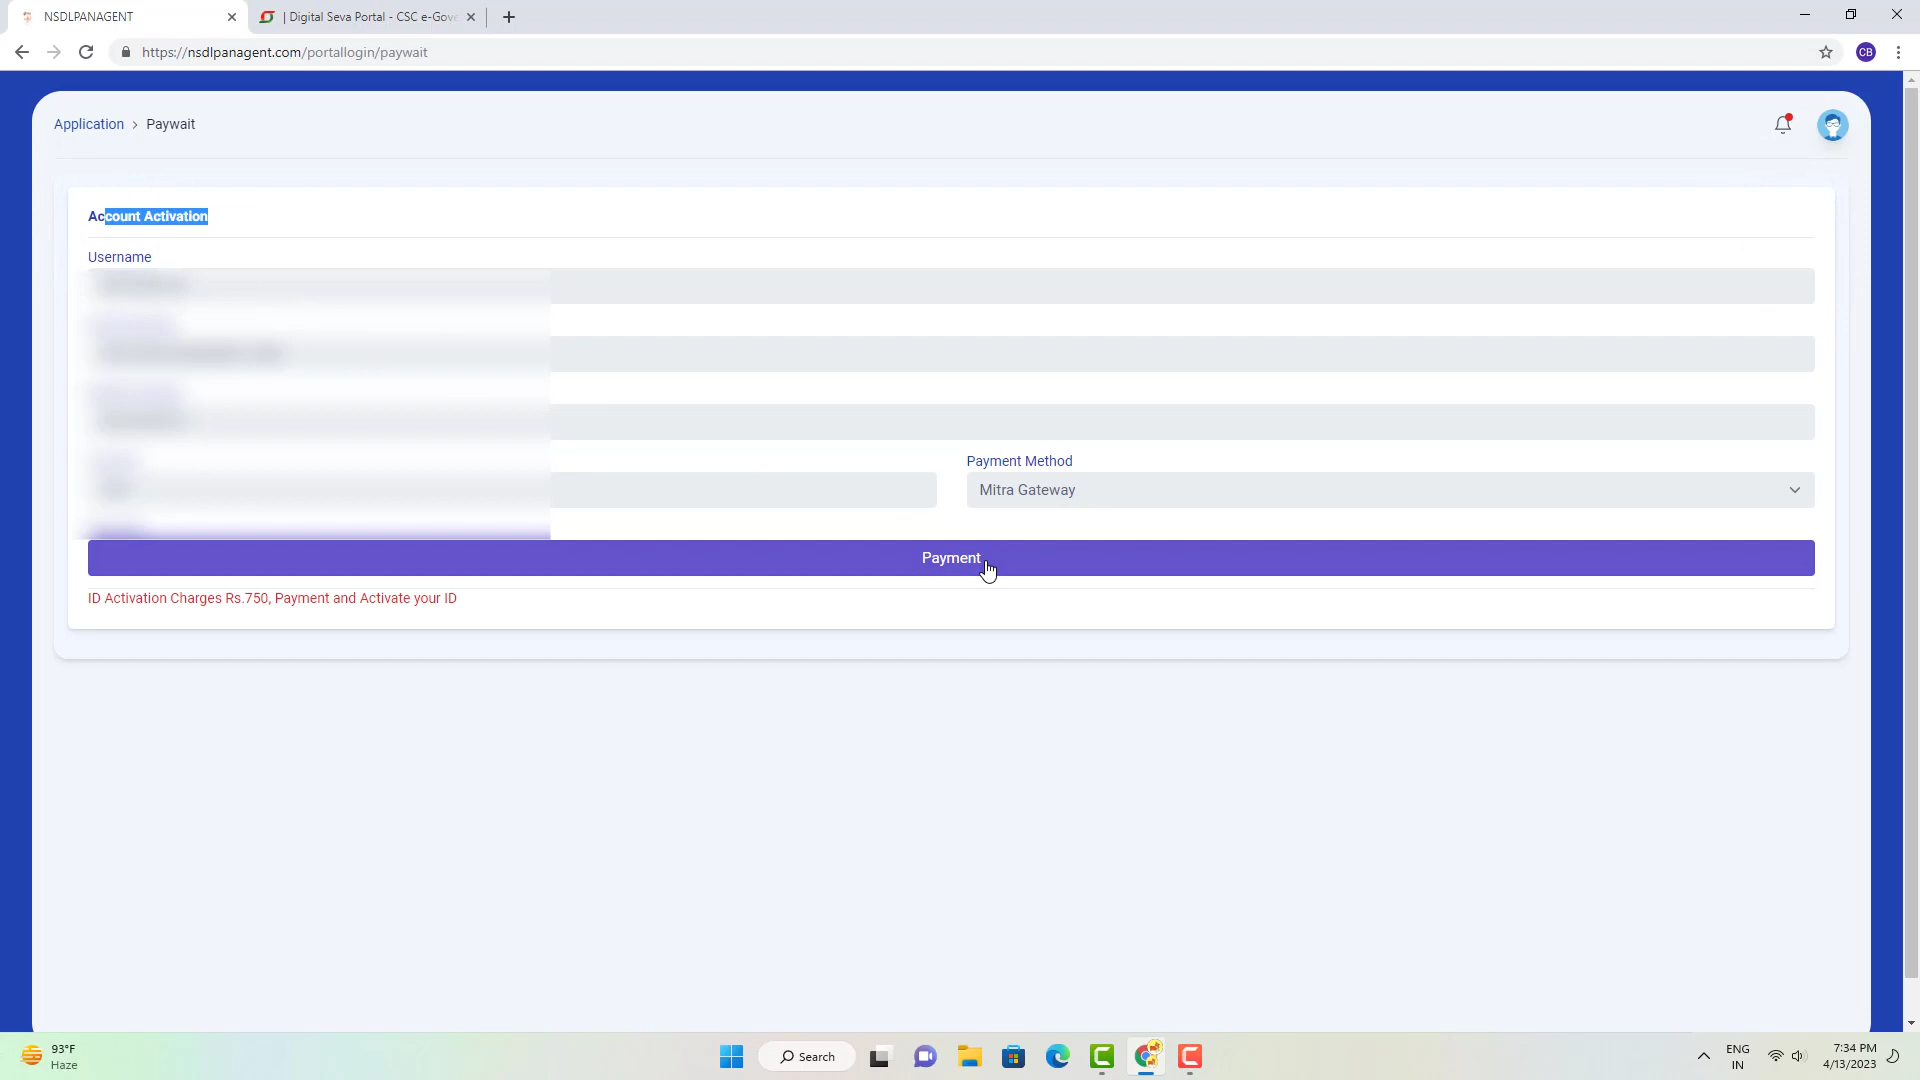 NSDLPANAGENT
| Digital Seva Portal - CSC e-Gove
https://nsdlpanagent.com/portallogin/paywait
CB
Application > Paywait
Account Activation
Username
Payment Method
Mitra Gateway
Payment
ID Activation Charges Rs.750, Payment and Activate your ID
93°F
Haze
Search
ENG
IN
7:34 PM
4/13/2023